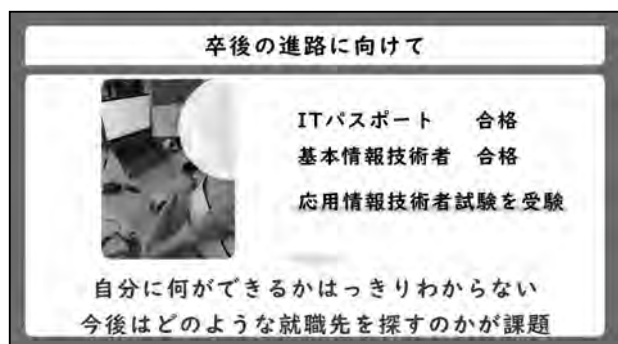 卒後の進路に向けて
ITパスポート　合格
基本情報技術者　合格
応用情報技術者試験を受験
自分に何ができるかはっきりわからない
今後はどのような就職先を探すのかが課題